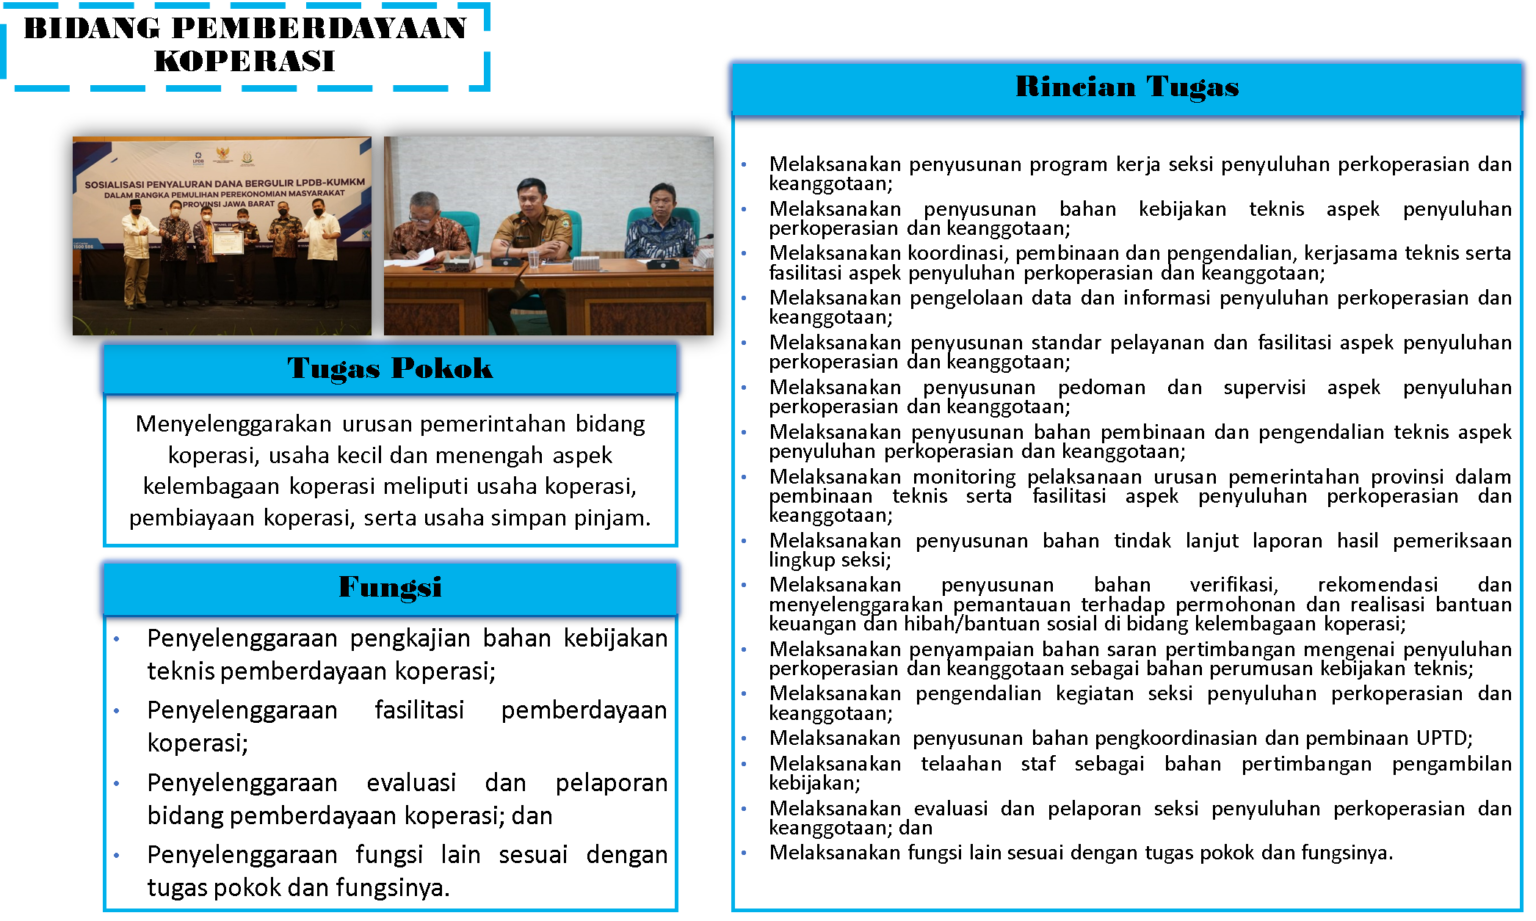 BIDANG PEMBERDAYAAN
KOPERASI
LPDB
SOSIALISASI PENYALURAN DANA BERGULIR LPDB-KUMKM
DALAM RANGKA PEMULIHAN PEREKONOMIAN MASYARAKAT
PROVINSI JAWA BARAT
Tugas Pokok
Menyelenggarakan urusan pemerintahan bidang
koperasi, usaha kecil dan menengah aspek
kelembagaan koperasi meliputi usaha koperasi,
pembiayaan koperasi, serta usaha simpan pinjam.
Fungsi
• Penyelenggaraan pengkajian bahan kebijakan
teknis pemberdayaan koperasi;
• Penyelenggaraan fasilitasi pemberdayaan
koperasi;
• Penyelenggaraan evaluasi dan pelaporan
bidang pemberdayaan koperasi; dan
• Penyelenggaraan fungsi lain sesuai dengan
tugas pokok dan fungsinya.
Rincian Tugas
• Melaksanakan penyusunan program kerja seksi penyuluhan perkoperasian dan
keanggotaan;
• Melaksanakan penyusunan bahan kebijakan teknis aspek penyuluhan
perkoperasian dan keanggotaan;
• Melaksanakan koordinasi, pembinaan dan pengendalian, kerjasama teknis serta
fasilitasi aspek penyuluhan perkoperasian dan keanggotaan;
• Melaksanakan pengelolaan data dan informasi penyuluhan perkoperasian dan
keanggotaan;
• Melaksanakan penyusunan standar pelayanan dan fasilitasi aspek penyuluhan
perkoperasian dan keanggotaan;
• Melaksanakan penyusunan pedoman dan supervisi aspek penyuluhan
perkoperasian dan keanggotaan;
• Melaksanakan penyusunan bahan pembinaan dan pengendalian teknis aspek
penyuluhan perkoperasian dan keanggotaan;
• Melaksanakan monitoring pelaksanaan urusan pemerintahan provinsi dalam
pembinaan teknis serta fasilitasi aspek penyuluhan perkoperasian dan
keanggotaan;
• Melaksanakan penyusunan bahan tindak lanjut laporan hasil pemeriksaan
lingkup seksi;
• Melaksanakan penyusunan bahan verifikasi, rekomendasi dan
menyelenggarakan pemantauan terhadap permohonan dan realisasi bantuan
keuangan dan hibah/bantuan sosial di bidang kelembagaan koperasi;
• Melaksanakan penyampaian bahan saran pertimbangan mengenai penyuluhan
perkoperasian dan keanggotaan sebagai bahan perumusan kebijakan teknis;
• Melaksanakan pengendalian kegiatan seksi penyuluhan perkoperasian dan
keanggotaan;
• Melaksanakan penyusunan bahan pengkoordinasian dan pembinaan UPTD;
• Melaksanakan telaahan staf sebagai bahan pertimbangan pengambilan
kebijakan;
• Melaksanakan evaluasi dan pelaporan seksi penyuluhan perkoperasian dan
keanggotaan; dan
• Melaksanakan fungsi lain sesuai dengan tugas pokok dan fungsinya.